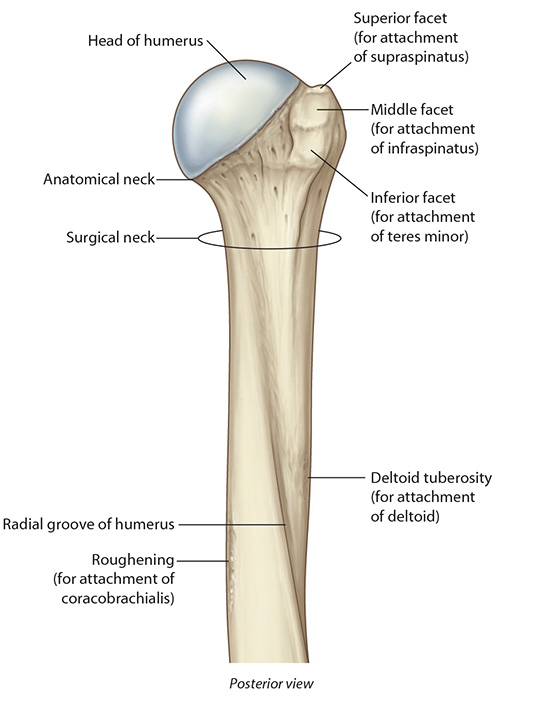 Superior facet
(for attachment
of supraspinatus)
Head of humerus
Middle facet
(for attachment
of infraspinatus)
Anatomical neck
Inferior facet
(for attachment
of teres minor)
Surgical neck
Deltoid tuberosity
(for attachment
of deltoid)
Radial groove of humerus
Roughening
(for attachment of
coracobrachialis)
Posterior view